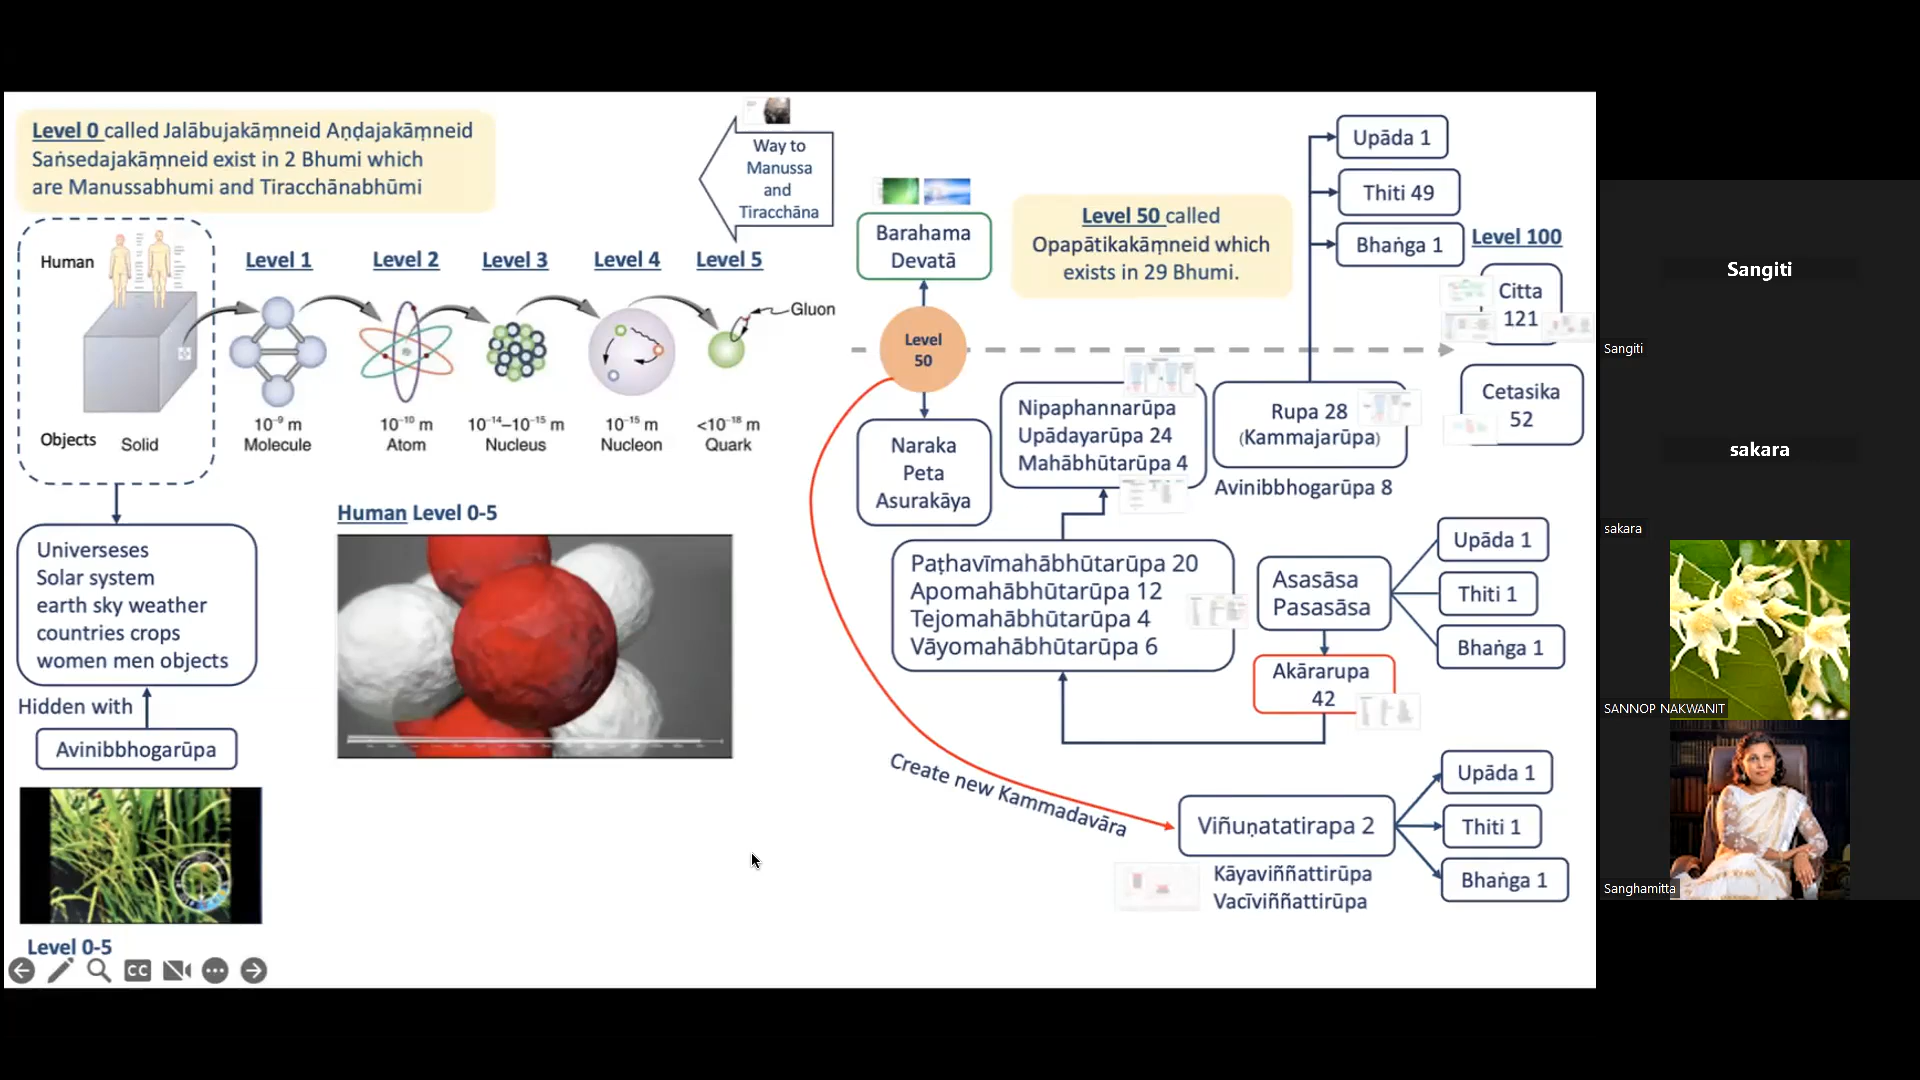 Level 0 called Jalābujakāṃneid Aṇḍajakāṃneid
Saṅsedajakāṃneid exist in 2 Bhumi which
are Manussabhumi and Tiracchānabhūmi
Human
Objects
Solid
Level 1
10⁻⁹ m
Molecule
Level 2
10⁻¹⁰ m
Atom
Level 3
10⁻¹⁴–10⁻¹⁵ m
Nucleus
Level 4
10⁻¹⁵ m
Nucleon
Level 5
Gluon
<10⁻¹⁸ m
Quark
Way to
Manussa
and
Tiracchāna
Universeses
Solar system
earth sky weather
countries crops
women men objects
Hidden with
Avinibbhogarūpa
Level 0-5
Human Level 0-5
Barahama
Devatā
Level
50
Naraka
Peta
Asurakāya
Level 50 called
Opapātikakāṃneid which
exists in 29 Bhumi.
Upāda 1
Thiti 49
Bhaṅga 1
Level 100
Citta
121
Cetasika
52
Nipaphannarūpa
Upādayarūpa 24
Mahābhūtarūpa 4
Rupa 28
(Kammajarūpa)
Avinibbhogarūpa 8
Paṭhavīmahābhūtarūpa 20
Apomahābhūtarūpa 12
Tejomahābhūtarūpa 4
Vāyomahābhūtarūpa 6
Asasāsa
Pasasāsa
Upāda 1
Thiti 1
Bhaṅga 1
Akārarupa
42
Create new Kammadavāra
Viñuṇatatirapa 2
Kāyaviññattirūpa
Vacīviññattirūpa
Upāda 1
Thiti 1
Bhaṅga 1
CC
Sangiti
Sangiti
sakara
sakara
SANNOP NAKWANIT
Sanghamitta